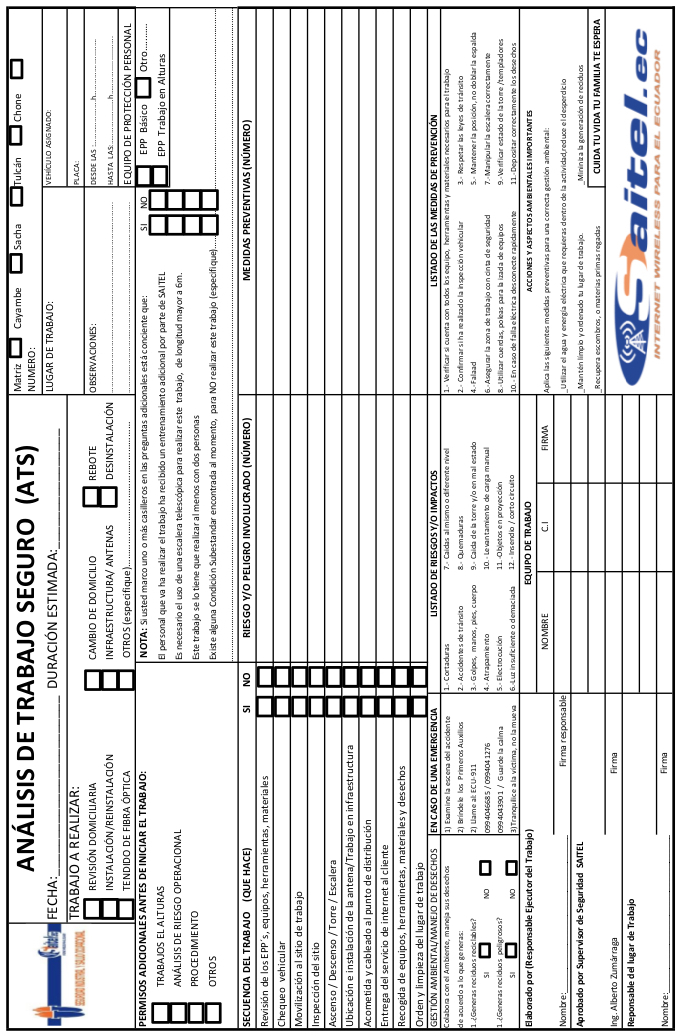 ANÁLISIS DE TRABAJO SEGURO (ATS)
FECHA:____________ DURACIÓN ESTIMADA:____________
Matriz Cayambe Sacha Tulcán Chone
NUMERO:
TRABAJO A REALIZAR:
REVISIÓN DOMICILIARIA
INSTALACIÓN/REINSTALACIÓN
TENDIDO DE FIBRA ÓPTICA
CAMBIO DE DOMICILIO
INFRAESTRUCTURA/ ANTENAS
OTROS (especifique)
REBOTE
DESINSTALACIÓN
LUGAR DE TRABAJO:
OBSERVACIONES:
VEHÍCULO ASIGNADO:
PLACA:
DESDE LAS..................h
HASTA LAS:..................h
PERMISOS ADICIONALES ANTES DE INICIAR EL TRABAJO:
TRABAJOS EL ALTURAS
ANÁLISIS DE RIESGO OPERACIONAL
PROCEDIMIENTO
OTROS
NOTA: Si usted marco uno o más casilleros en las preguntas adicionales está conciente que:
SI NO
El personal que va ha realizar el trabajo ha recibido un entrenamiento adicional por parte de SAITEL
Es necesario el uso de una escalera telescópica para realizar este trabajo, de longitud mayor a 6m.
Este trabajo se lo tiene que realizar al menos con dos personas
Existe alguna Condición Subestandar encontrada al momento, para NO realizar este trabajo (especifique)
EQUIPO DE PROTECCIÓN PERSONAL
EPP Básico Otro.........
EPP Trabajo en Alturas
SECUENCIA DEL TRABAJO (QUE HACE) SI NO
RIESGO Y/O PELIGRO INVOLUCRADO (NÚMERO)
MEDIDAS PREVENTIVAS (NÚMERO)
Revisión de los EPP´s, equipos, herramientas, materiales
Chequeo vehicular
Movilización al sitio de trabajo
Inspección del sitio
Ascenso / Descenso / Torre / Escalera
Ubicación e instalación de la antena/Trabajo en infraestructura
Acometida y cableado al punto de distribución
Entrega del servicio de internet al cliente
Recogida de equipos, herraminetas, materiales y desechos
Orden y limpieza del lugar de trabajo
GESTIÓN AMBIENTAL/MANEJO DE DESECHOS
Colabora con el Ambiente, maneja sus desechos
de acuerdo a lo que generas:
1.¿Generas reciduos reciclables?
SI NO
1.¿Generas reciduos peligrosos?
SI NO
EN CASO DE UNA EMERGENCIA
1) Examine la escena del accidente
2) Brindele los Primeros Auxilios
2) Llame al: ECU-911
0994046685 / 0994041276
0994043901 / Guarde la calma
3)Tranquilice a la víctima, no la mueva
LISTADO DE RIESGOS Y/O IMPACTOS
1.- Cortaduras
2.- Accidentes de tránsito
3.- Golpes, manos, pies, cuerpo
4.- Atrapamiento
5.- Electrocución
6.-Luz insuficiente o demaciada
7.- Caídas al mismo o diferente nivel
8.- Quemaduras
9.- Caída de la torre y/o en mal estado
10.- Levantamiento de carga manual
11.-Objetos en proyección
12.- Insendio / corto circuito
LISTADO DE LAS MEDIDAS DE PREVENCIÓN
1.- Verificar si cuenta con todos los equipo, herramientas y materiales necesarios para el trabajo
2.- Confirmar si ha realizado la inspección vehicular
3.- Respetar las leyes de tránsito
4.- Falaad
5.- Mantener la posición, no doblar la espalda
6.-Asegurar la zona de trabajo con cinta de seguridad
7.-Manipular la escalera correctamente
8.-Utilizar cuerdas, poleas para la izada de equipos
9.-Verificar estado de la torre /templadores
10.- En caso de falla eléctrica desconecte rapidamente
11.-Depositar correctamente los desechos
Elaborado por (Responsable Ejecutor del Trabajo)
Nombre: Firma responsable
Aprobado por Supervisor de Seguridad SAITEL
Ing. Alberto Zumárraga Firma
Reponsable del lugar de Trabajo
Nombre: Firma
EQUIPO DE TRABAJO
NOMBRE C.I FIRMA
ACCIONES Y ASPECTOS AMBIENTALES IMPORTANTES
Aplica las siguientes medidas preventivas para una correcta gestión ambiental:
_Utilizar el agua y energía eléctrica que requieras dentro de la actividad, reduce el desperdicio
_Mantén limpio y ordenado tu lugar de trabajo.
_Miniza la generación de reciduos
_Recupera escombros, o materias primas regadas
CUIDA TU VIDA TU FAMILIA TE ESPERA
Saitel.ec
INTERNET WIRELESS PARA EL ECUADOR